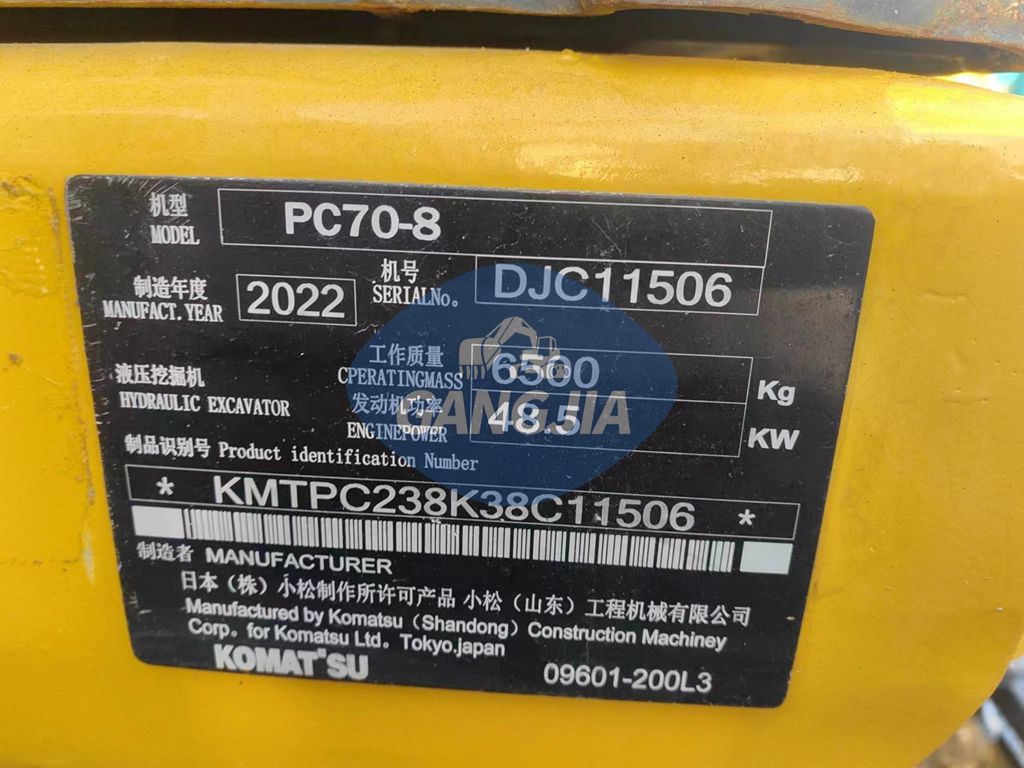 机型 PC70-8
MODEL
制造年度 2022 机号 DJC11506
MANUFACT.YEAR SERIALNo.
工作质量 6500 Kg
液压挖掘机 CPERATINGMASS
HYDRAULIC EXCAVATOR 发动机功率 48.5 KW
ENGINEPOWER
GANGJIA
制品识别号 Product identification Number
* KMTPC238K38C11506 *
制造者 MANUFACTURER
日本（株）小松制作所许可产品 小松（山东）工程机械有限公司
Manufactured by Komatsu (Shandong) Construction Machiney
Corp. for Komatsu Ltd. Tokyo.japan
KOMAT'SU 09601-200L3